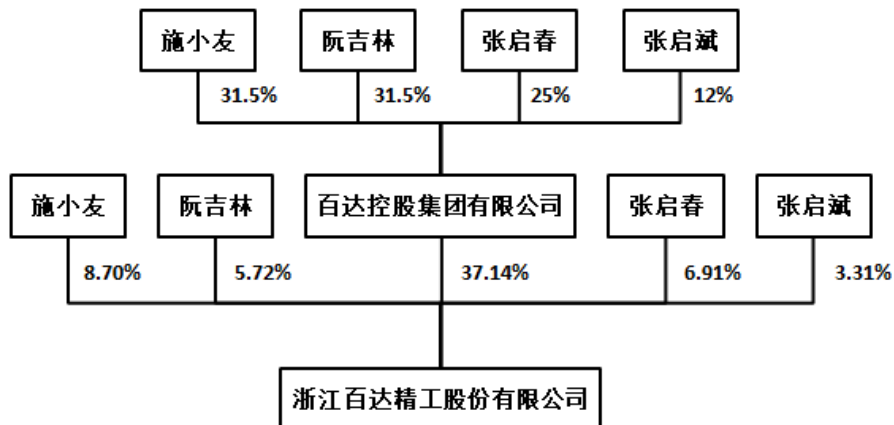 施小友 阮吉林 张启春 张启斌
31.5% 31.5% 25% 12%
施小友 阮吉林 百达控股集团有限公司 张启春 张启斌
8.70% 5.72% 37.14% 6.91% 3.31%
浙江百达精工股份有限公司